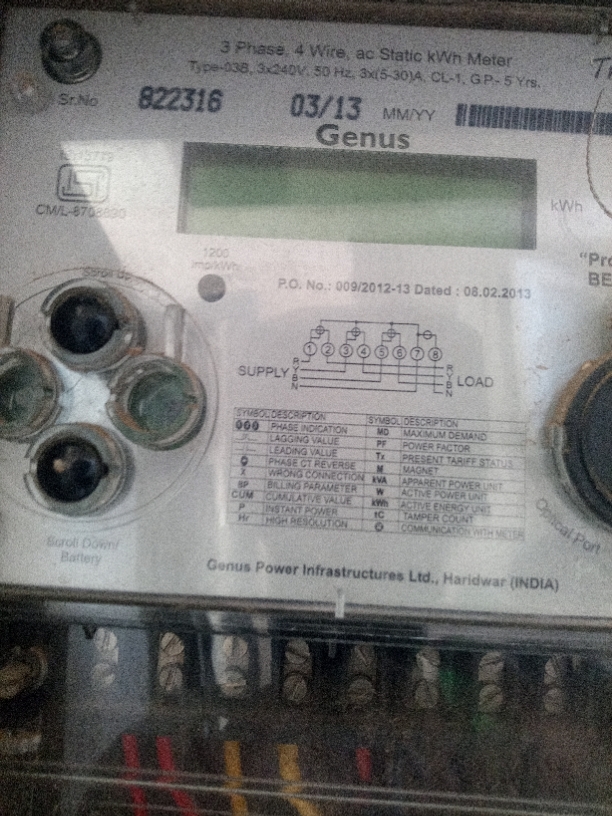 3 Phase, 4 Wire, ac Static kWh Meter
Type-03B, 3x240V, 50 Hz, 3x(5-30)A, CL-1, G.P.- 5 Yrs.
Sr.No 822316 03/13 MM/YY
Genus
kWh
CM/L-
1200
imp/kWh
"Pro
BE
Scroll Up
P.O. No.: 009/2012-13 Dated : 08.02.2013
1 2 3 4 5 6 7 8
SUPPLY R Y B N R Y B N LOAD
SYMBOL DESCRIPTION SYMBOL DESCRIPTION
PHASE INDICATION MD MAXIMUM DEMAND
LAGGING VALUE PF POWER FACTOR
LEADING VALUE Tx PRESENT TARIFF STATUS
PHASE CT REVERSE M MAGNET
X WRONG CONNECTION kVA APPARENT POWER UNIT
BP BILLING PARAMETER W ACTIVE POWER UNIT
CUM CUMULATIVE VALUE kWh ACTIVE ENERGY UNIT
P INSTANT POWER tC TAMPER COUNT
Hr HIGH RESOLUTION COMMUNICATION WITH METER
Optical Port
Scroll Down/
Battery
Genus Power Infrastructures Ltd., Haridwar (INDIA)